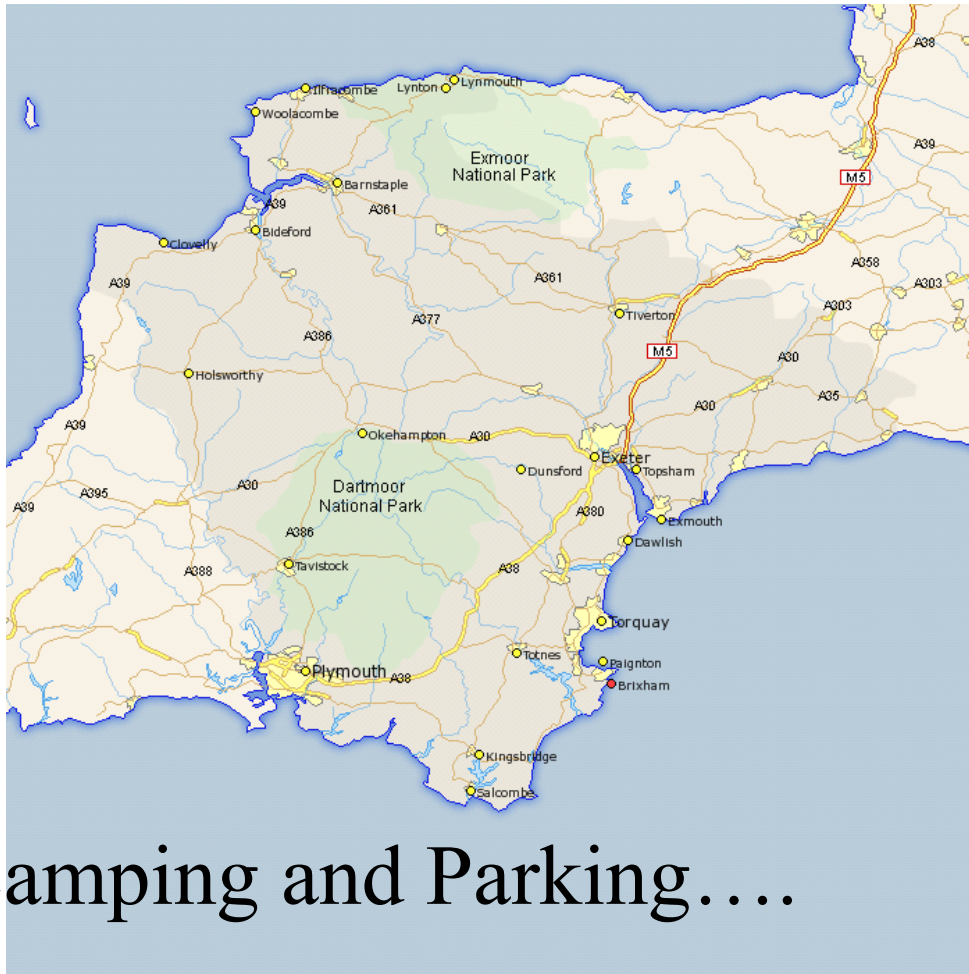 A38
Ilfracombe
Lynton
Lynmouth
Woolacombe
A39
Exmoor
National Park
M5
Barnstaple
A39
A361
Bideford
Clovelly
A358
A361
A39
A303
A303
Tiverton
A377
A386
M5
A30
Holsworthy
A35
A30
A39
Okehampton
A30
Exeter
Dunsford
Topsham
A30
Dartmoor
National Park
A395
A39
A380
Exmouth
A386
Dawlish
Tavistock
A38
A388
Torquay
Totnes
Paignton
Plymouth
A38
Brixham
Kingsbridge
Salcombe
amping and Parking….